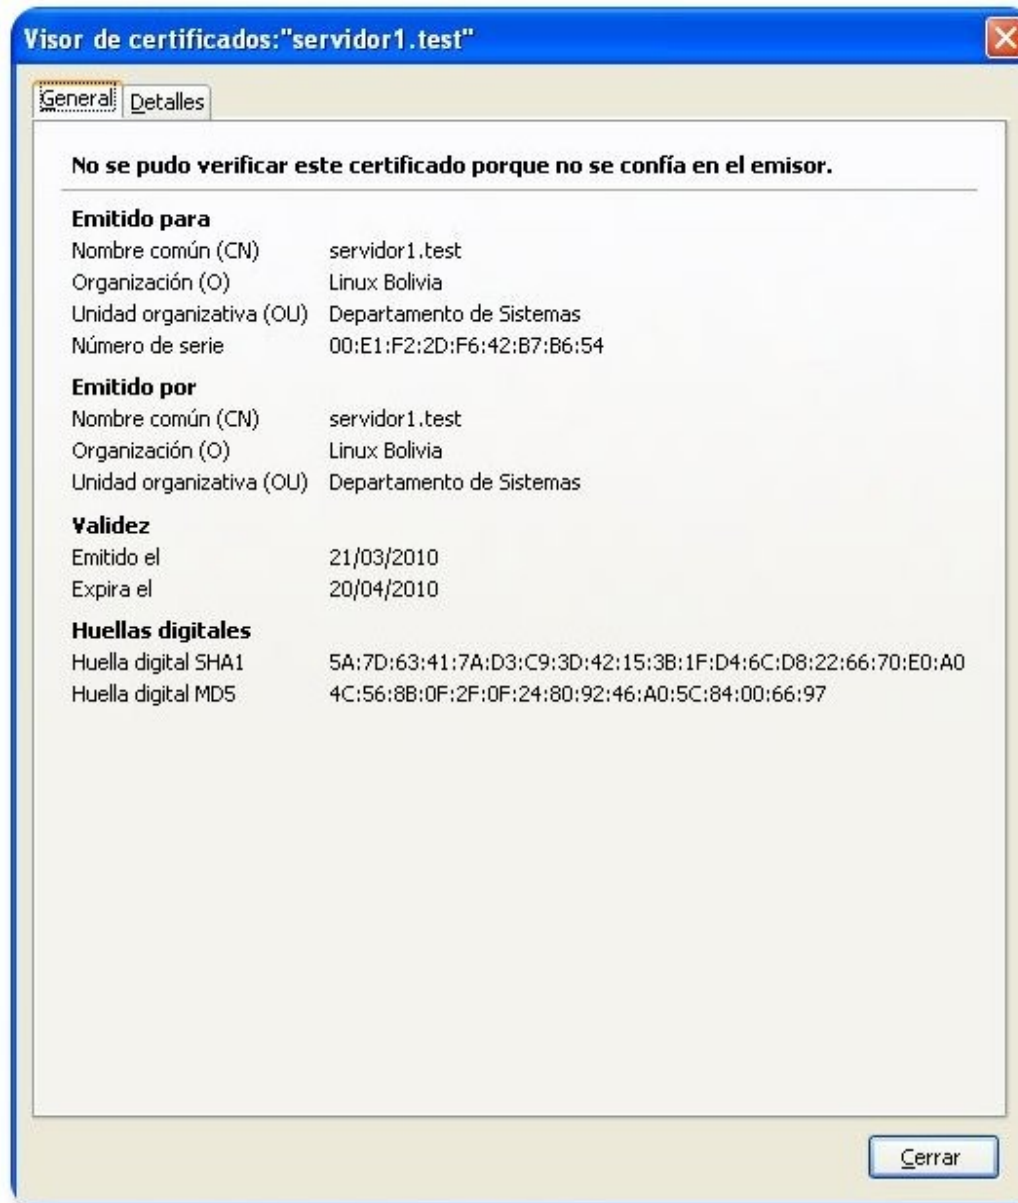 Visor de certificados:"servidor1.test"
General Detalles
No se pudo verificar este certificado porque no se confía en el emisor.
Emitido para
Nombre común (CN) servidor1.test
Organización (O) Linux Bolivia
Unidad organizativa (OU) Departamento de Sistemas
Número de serie 00:E1:F2:2D:F6:42:B7:B6:54
Emitido por
Nombre común (CN) servidor1.test
Organización (O) Linux Bolivia
Unidad organizativa (OU) Departamento de Sistemas
Validez
Emitido el 21/03/2010
Expira el 20/04/2010
Huellas digitales
Huella digital SHA1 5A:7D:63:41:7A:D3:C9:3D:42:15:3B:1F:D4:6C:D8:22:66:70:E0:A0
Huella digital MD5 4C:56:8B:0F:2F:0F:24:80:92:46:A0:5C:84:00:66:97
Cerrar